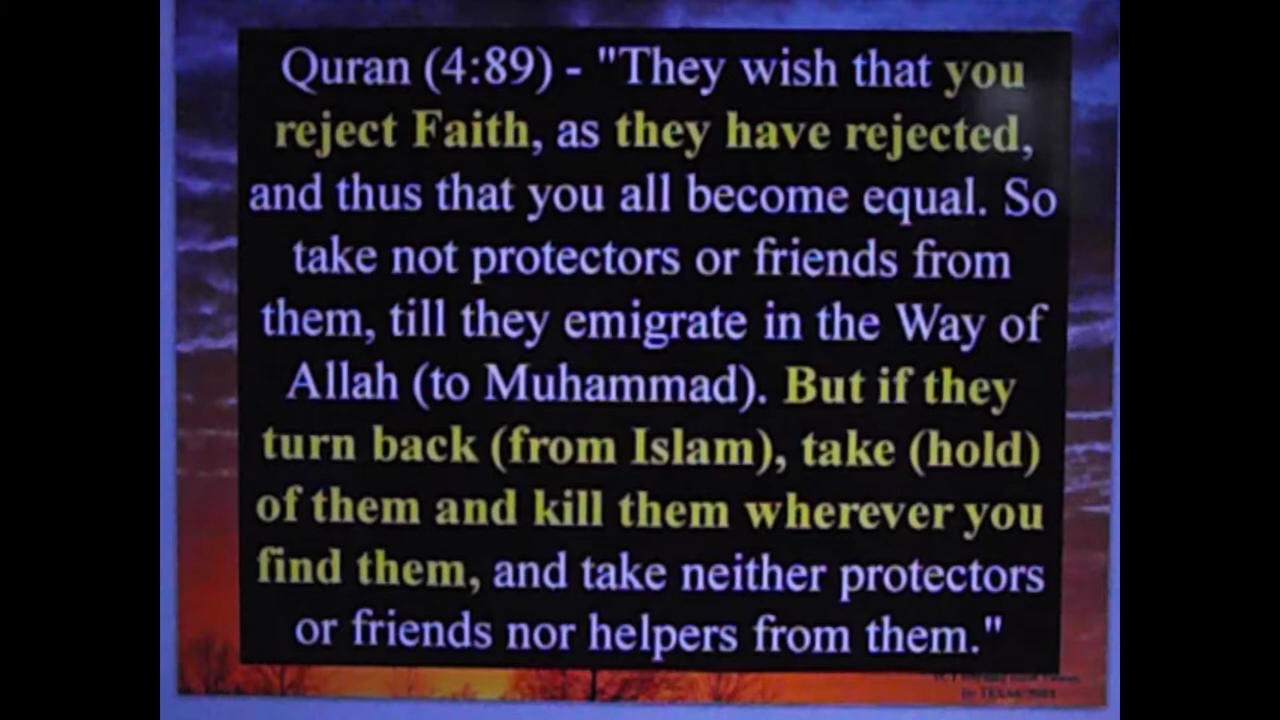 Quran (4:89) - "They wish that you
reject Faith, as they have rejected,
and thus that you all become equal. So
take not protectors or friends from
them, till they emigrate in the Way of
Allah (to Muhammad). But if they
turn back (from Islam), take (hold)
of them and kill them wherever you
find them, and take neither protectors
or friends nor helpers from them."